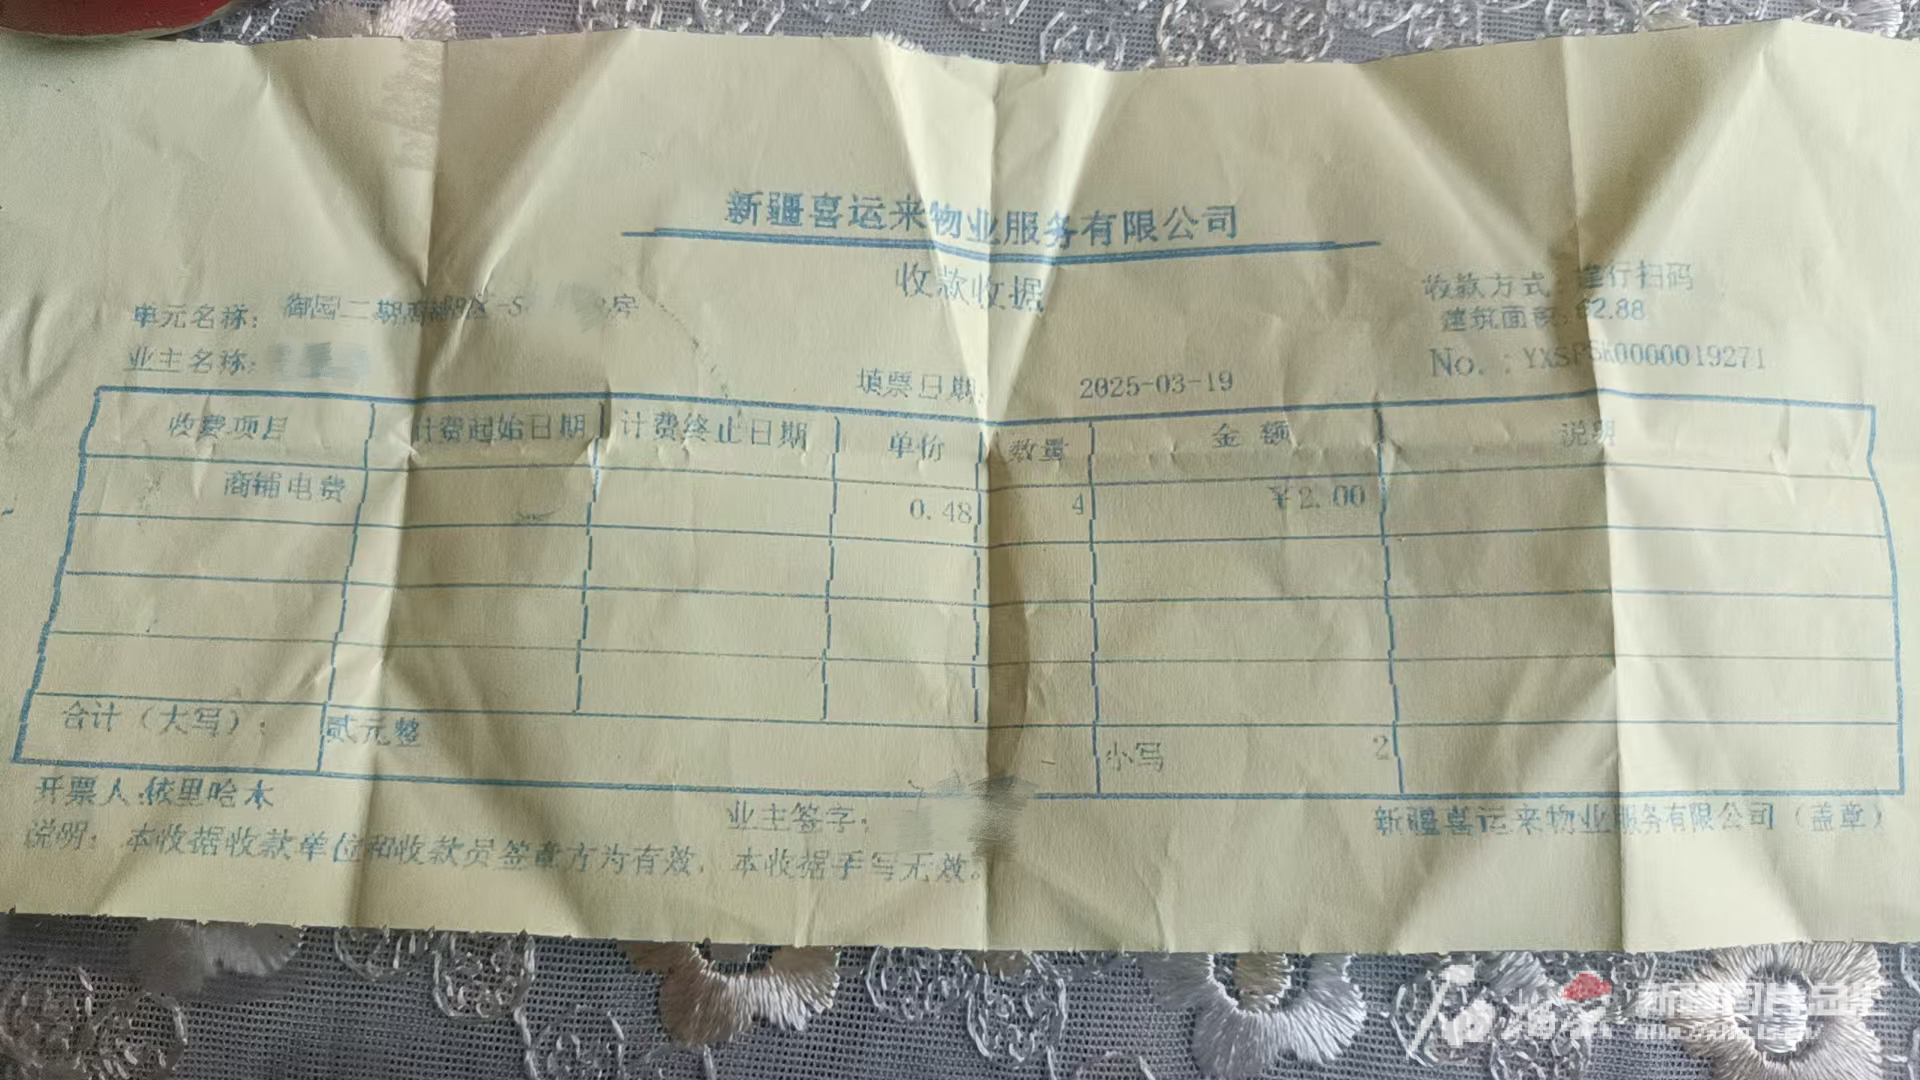 新疆喜运来物业服务有限公司
收款收据
收款方式: 建行扫码
单元名称: 御园二期商铺B区-S 房
建筑面积: 62.88
业主名称:
No.: YXSFSK0000019271
填票日期: 2025-03-19
收费项目 计费起始日期 计费终止日期 单价 数量 金额 说明
商铺电费 0.48 4 ¥2.00
合计（大写）: 贰元整 小写 2
开票人: 里哈木
业主签字:
新疆喜运来物业服务有限公司（盖章）
说明: 本收据收款单位和收款员签章方为有效，本收据手写无效。